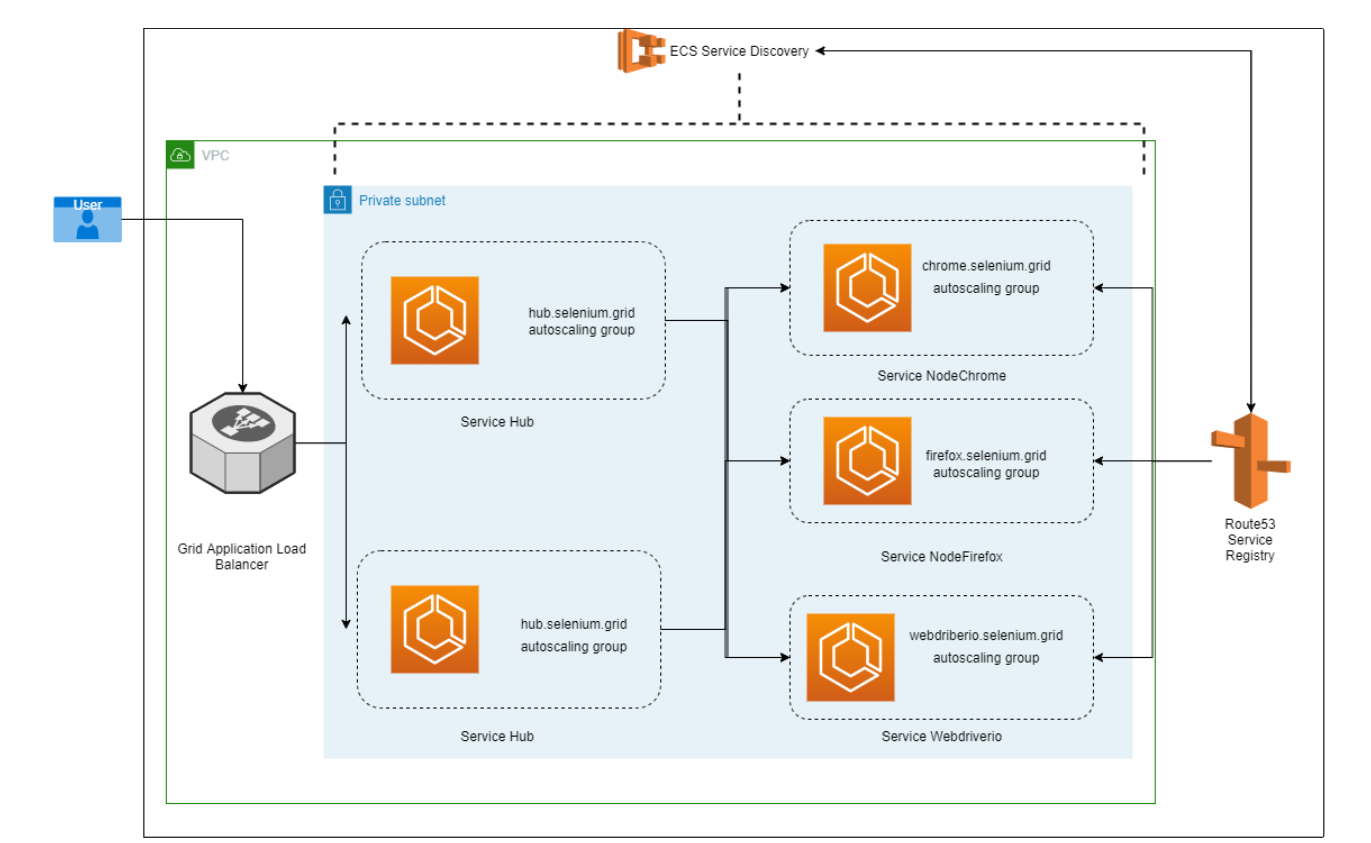 ECS Service Discovery
VPC
User
Private subnet
hub.selenium.grid
autoscaling group
Service Hub
chrome.selenium.grid
autoscaling group
Service NodeChrome
firefox.selenium.grid
autoscaling group
Service NodeFirefox
Grid Application Load
Balancer
Route53
Service
Registry
hub.selenium.grid
autoscaling group
Service Hub
webdriberio.selenium.grid
autoscaling group
Service Webdriverio